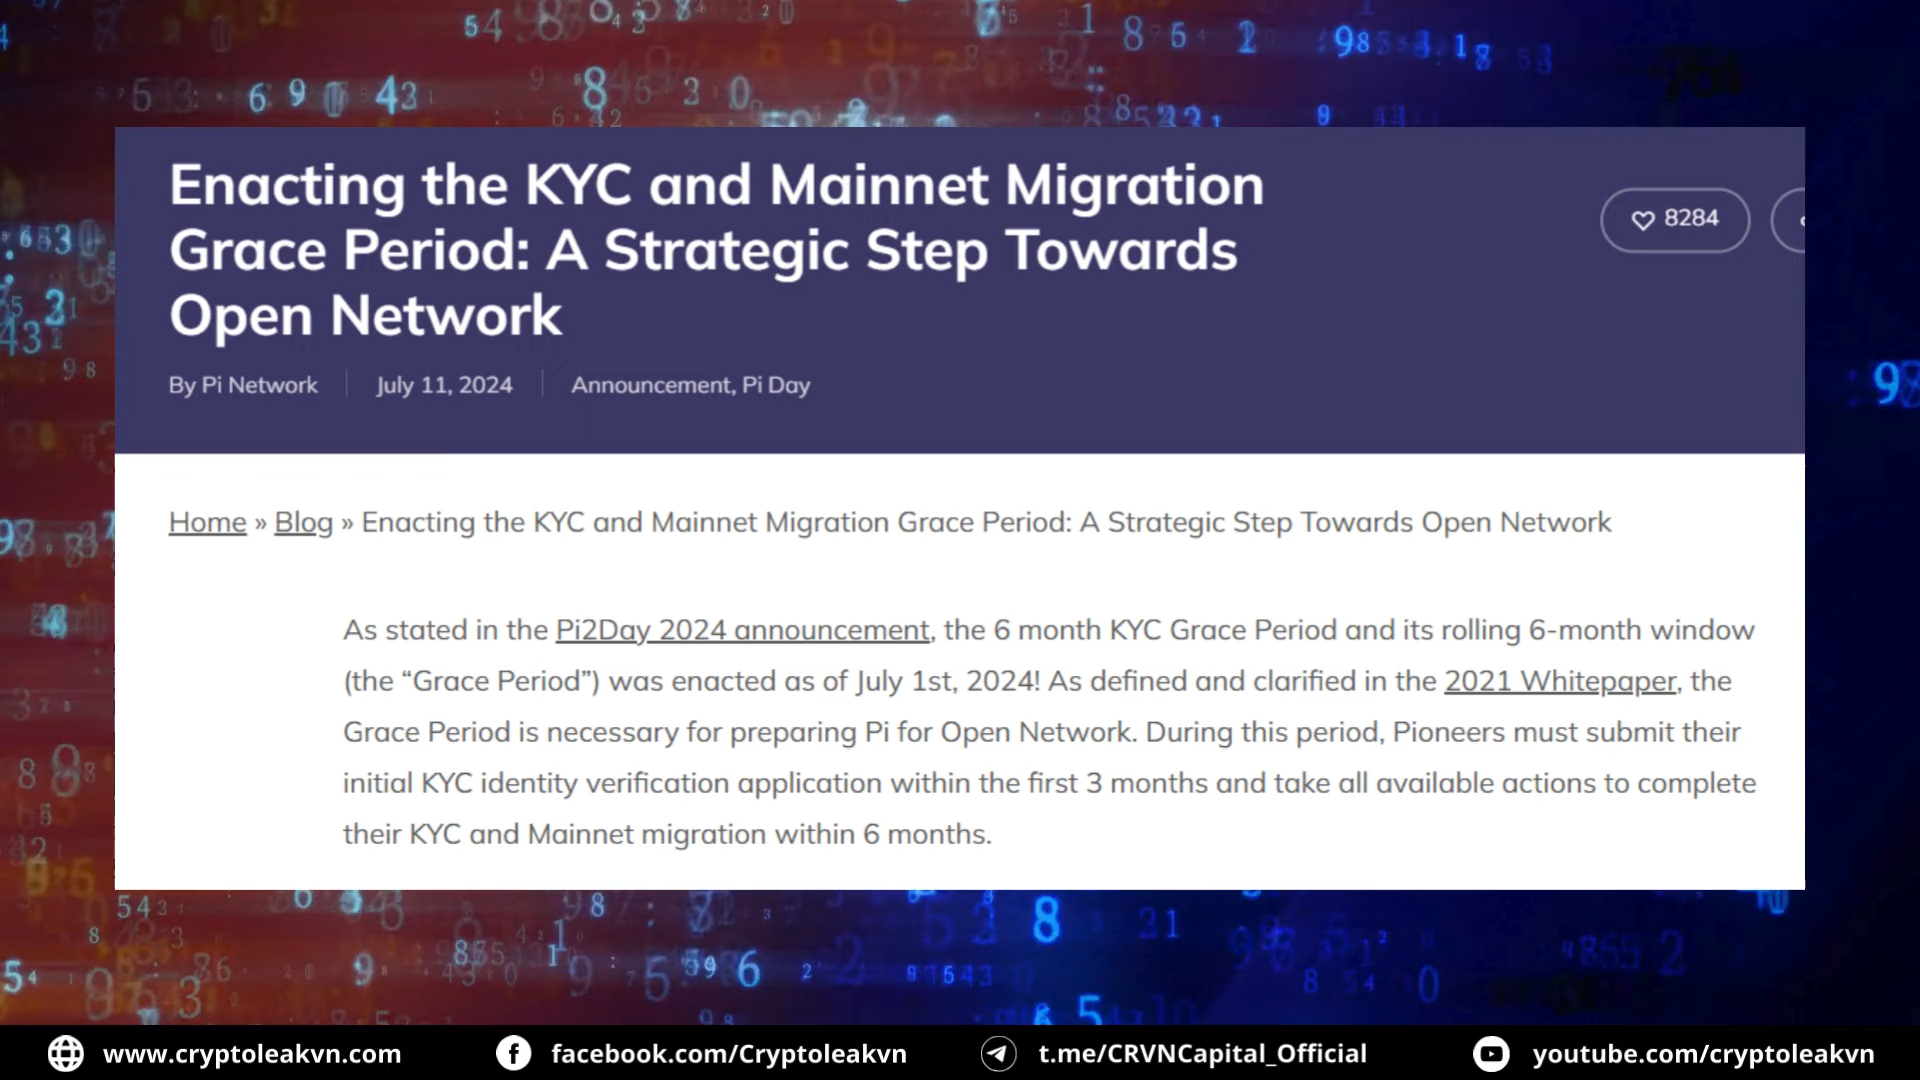 Enacting the KYC and Mainnet Migration
Grace Period: A Strategic Step Towards
Open Network
8284
By Pi Network
July 11, 2024
Announcement, Pi Day
Home » Blog » Enacting the KYC and Mainnet Migration Grace Period: A Strategic Step Towards Open Network
As stated in the Pi2Day 2024 announcement, the 6 month KYC Grace Period and its rolling 6-month window
(the “Grace Period”) was enacted as of July 1st, 2024! As defined and clarified in the 2021 Whitepaper, the
Grace Period is necessary for preparing Pi for Open Network. During this period, Pioneers must submit their
initial KYC identity verification application within the first 3 months and take all available actions to complete
their KYC and Mainnet migration within 6 months.
www.cryptoleakvn.com
facebook.com/Cryptoleakvn
t.me/CRVNCapital_Official
youtube.com/cryptoleakvn